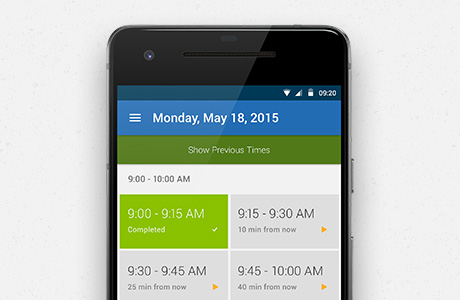 09:20
Monday, May 18, 2015
Show Previous Times
9:00 - 10:00 AM
9:00 - 9:15 AM
Completed
9:15 - 9:30 AM
10 min from now
9:30 - 9:45 AM
25 min from now
9:45 - 10:00 AM
40 min from now